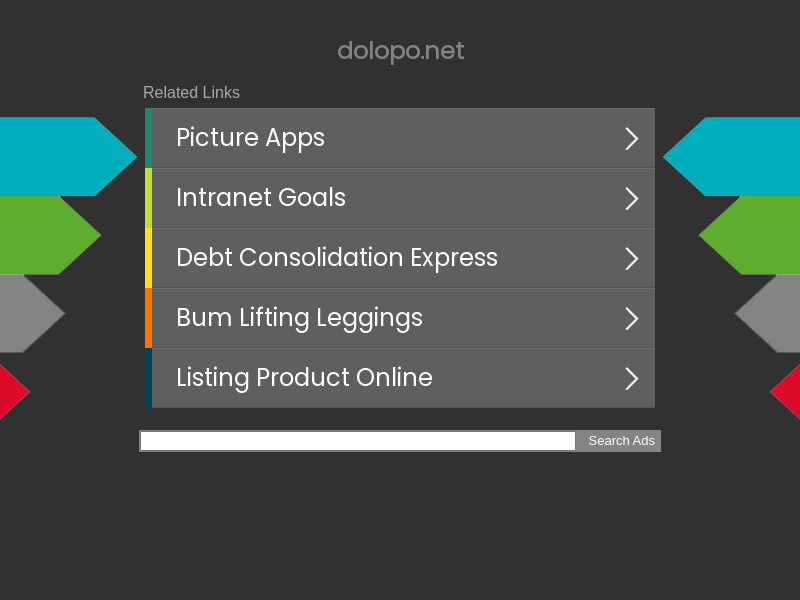 dolopo.net
Related Links
Picture Apps
Intranet Goals
Debt Consolidation Express
Bum Lifting Leggings
Listing Product Online
Search Ads